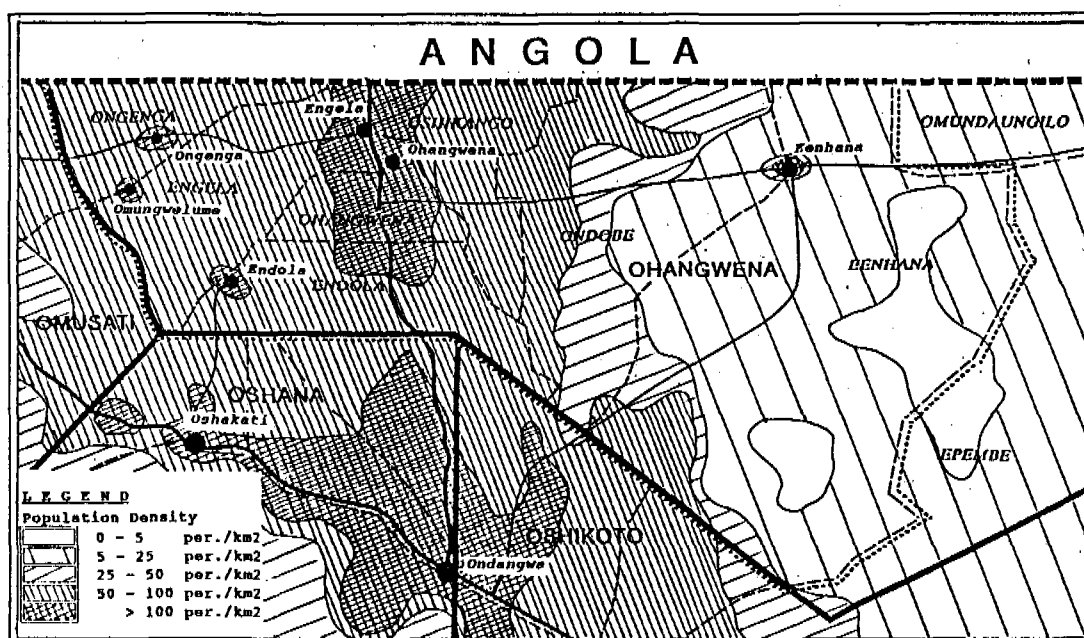 ANGOLA
ONGENGA
Engela
OSHIKANGO
OMUNDAUNGILO
Ongenga
Ohangwena
Eenhana
ENGELA
Omungwelume
OHANGWENA
ONDOBE
Endola
ENDOLA
OHANGWENA
EENHANA
OMUSATI
OSHANA
Oshakati
EPEMBE
LEGEND
Population Density
0 - 5 per./km2
5 - 25 per./km2
25 - 50 per./km2
50 - 100 per./km2
> 100 per./km2
OSHIKOTO
Ondangwa